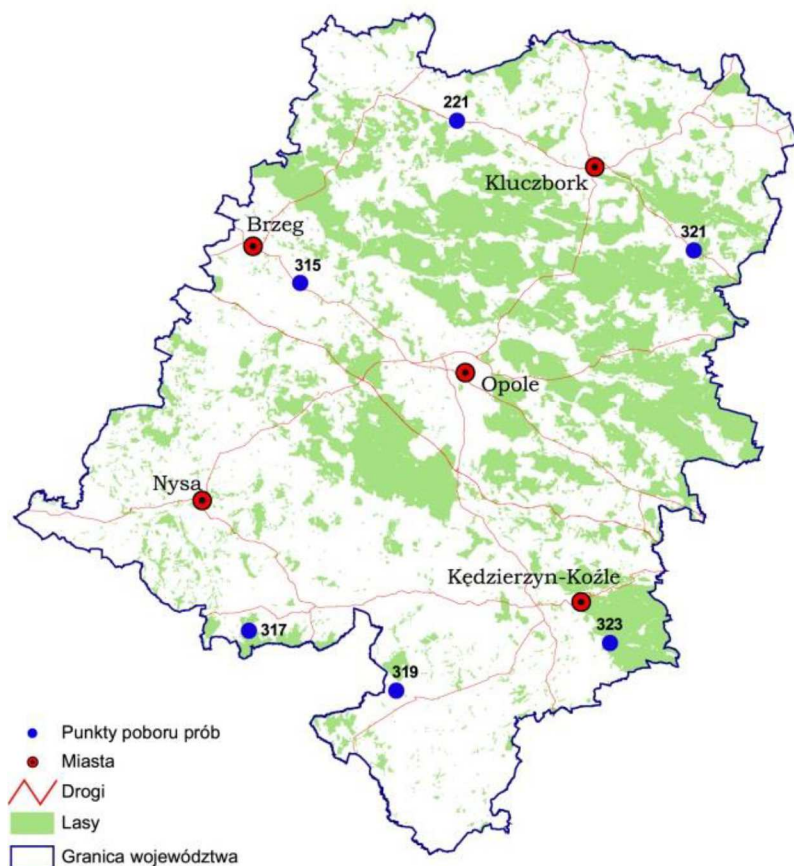 221
Kluczbork
Brzeg
321
315
Opole
Nysa
Kędzierzyn-Koźle
317
323
319
Punkty poboru prób
Miasta
Drogi
Lasy
Granica województwa